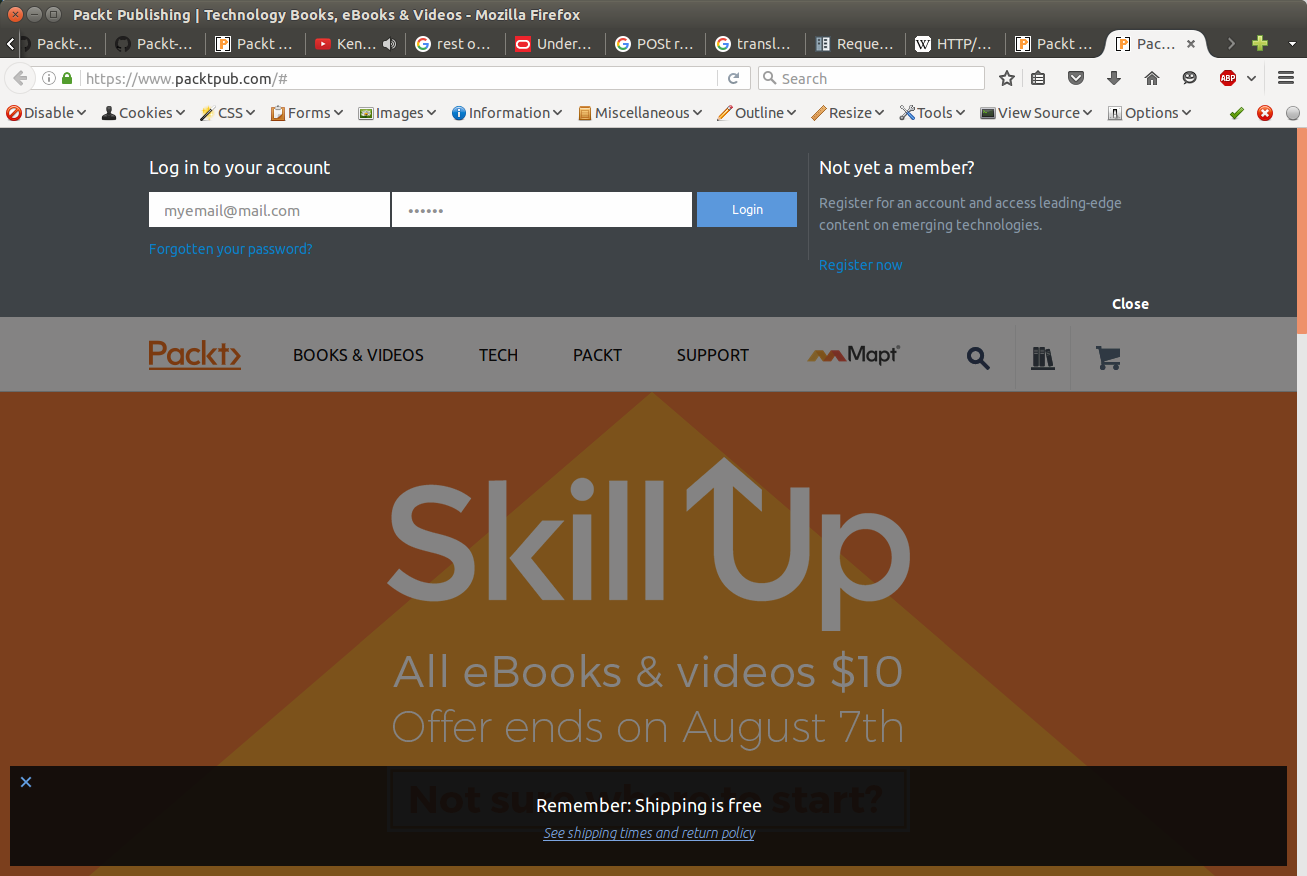 Packt Publishing | Technology Books, eBooks & Videos - Mozilla Firefox
Packt-... Packt-... Packt ... Ken... rest o... Under... POSt r... transl... Reque... HTTP/... Packt ... Pac...
https://www.packtpub.com/# Search ABP
Disable Cookies CSS Forms Images Information Miscellaneous Outline Resize Tools View Source Options
Log in to your account
myemail@mail.com •••••• Login
Forgotten your password?
Not yet a member?
Register for an account and access leading-edge
content on emerging technologies.
Register now
Close
Packt BOOKS & VIDEOS TECH PACKT SUPPORT Mapt
Skill Up
All eBooks & videos $10
Offer ends on August 7th
Not sure where to start?
Remember: Shipping is free
See shipping times and return policy